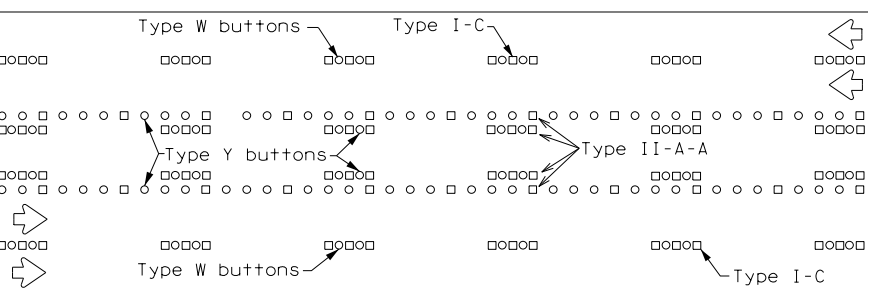 Type W buttons
Type I-C
Type Y buttons
Type II-A-A
Type W buttons
Type I-C